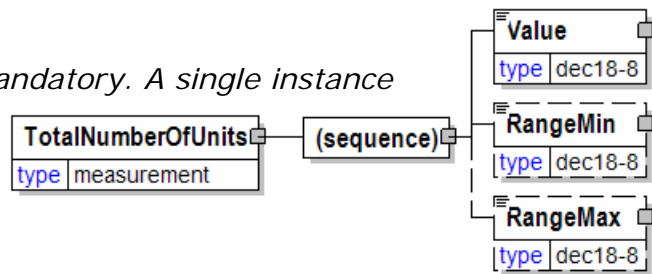 Value
type dec18-8
andatory. A single instance
RangeMin
TotalNumberOfUnits
(sequence)
type dec18-8
type measurement
RangeMax
type dec18-8